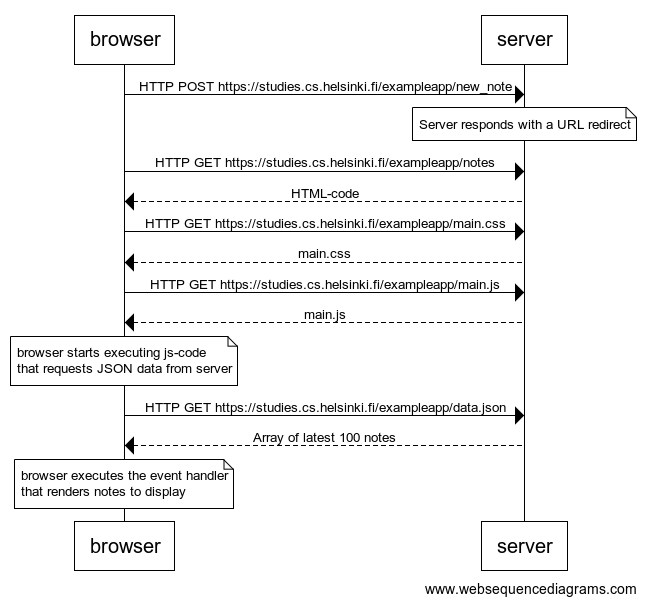 browser
server
HTTP POST https://studies.cs.helsinki.fi/exampleapp/new_note
Server responds with a URL redirect
HTTP GET https://studies.cs.helsinki.fi/exampleapp/notes
HTML-code
HTTP GET https://studies.cs.helsinki.fi/exampleapp/main.css
main.css
HTTP GET https://studies.cs.helsinki.fi/exampleapp/main.js
main.js
browser starts executing js-code
that requests JSON data from server
HTTP GET https://studies.cs.helsinki.fi/exampleapp/data.json
Array of latest 100 notes
browser executes the event handler
that renders notes to display
browser
server
www.websequencediagrams.com